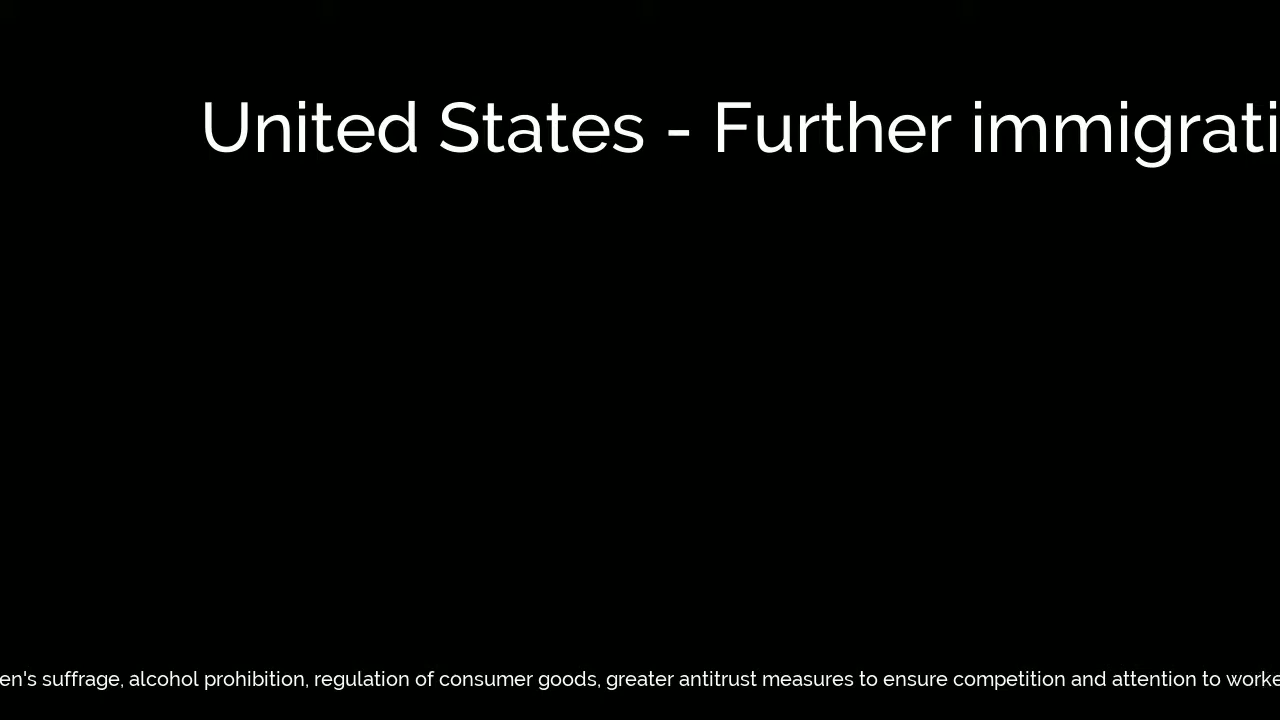 United States - Further immigrati
en's suffrage, alcohol prohibition, regulation of consumer goods, greater antitrust measures to ensure competition and attention to worke